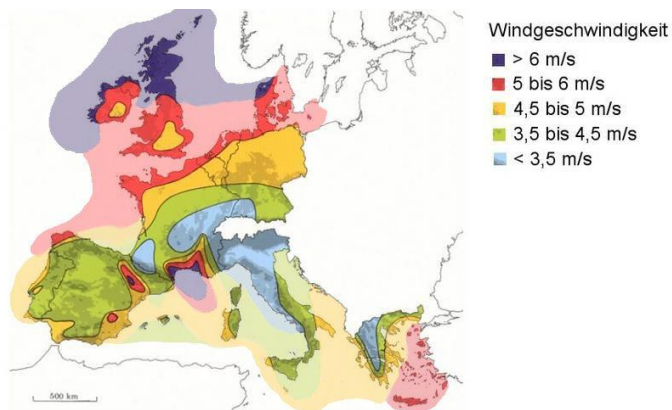 Windgeschwindigkeit
> 6 m/s
5 bis 6 m/s
4,5 bis 5 m/s
3,5 bis 4,5 m/s
< 3,5 m/s
500 km